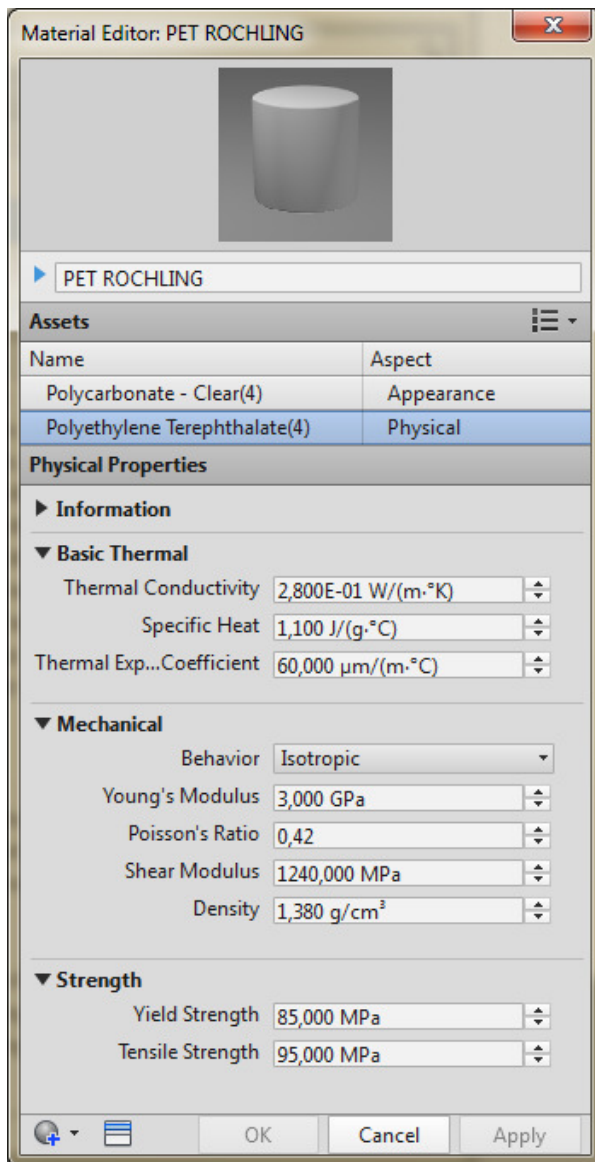 Material Editor: PET ROCHLING
PET ROCHLING
Assets
Name Aspect
Polycarbonate - Clear(4) Appearance
Polyethylene Terephthalate(4) Physical
Physical Properties
Information
Basic Thermal
Thermal Conductivity 2,800E-01 W/(m·°K)
Specific Heat 1,100 J/(g·°C)
Thermal Exp...Coefficient 60,000 µm/(m·°C)
Mechanical
Behavior Isotropic
Young's Modulus 3,000 GPa
Poisson's Ratio 0,42
Shear Modulus 1240,000 MPa
Density 1,380 g/cm³
Strength
Yield Strength 85,000 MPa
Tensile Strength 95,000 MPa
OK Cancel Apply